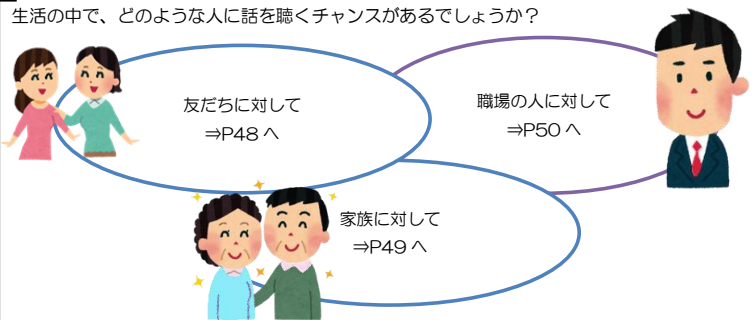 生活の中で、どのような人に話を聴くチャンスがあるでしょうか？
友だちに対して
⇒P48 へ
職場の人に対して
⇒P50 へ
家族に対して
⇒P49 へ